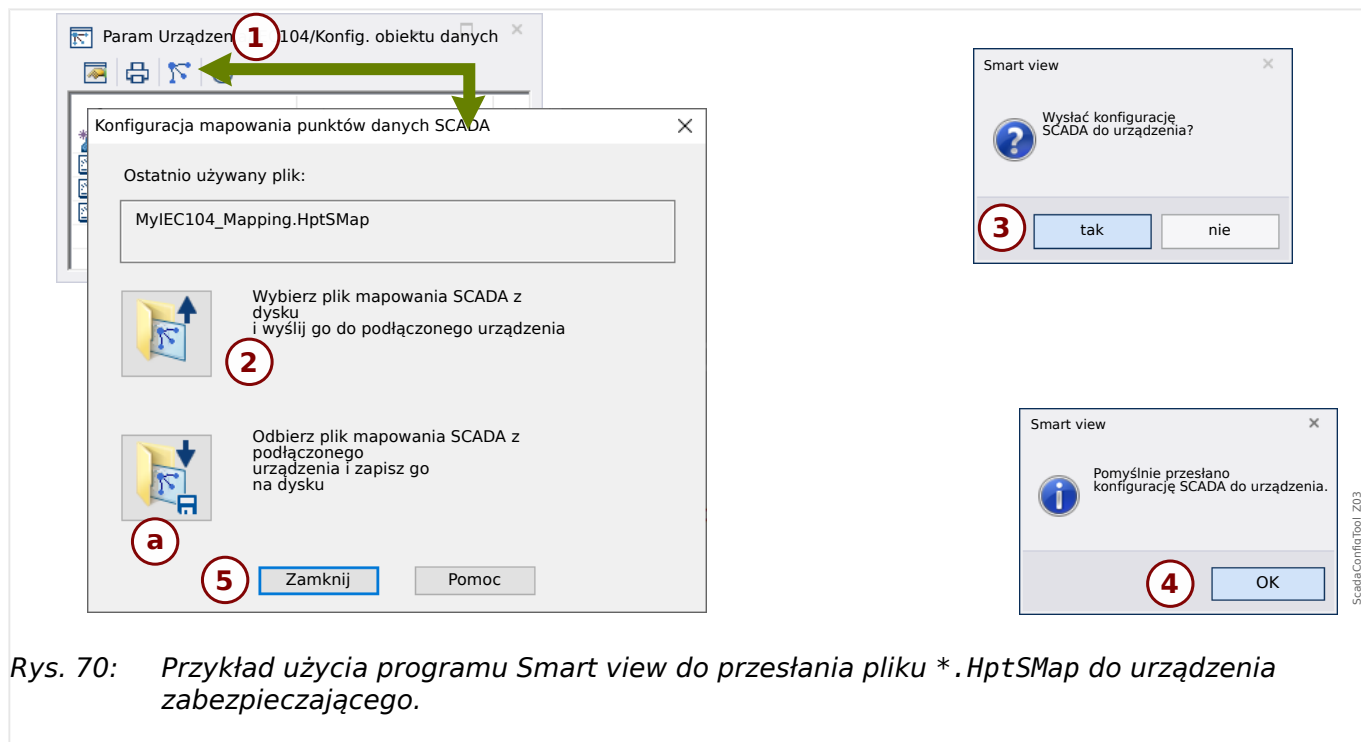 Param Urządzen 1 104/Konfig. obiektu danych
Konfiguracja mapowania punktów danych SCADA
Ostatnio używany plik:
MyIEC104_Mapping.HptSMap
Wybierz plik mapowania SCADA z
dysku
i wyślij go do podłączonego urządzenia
2
Odbierz plik mapowania SCADA z
podłączonego
urządzenia i zapisz go
na dysku
a
5 Zamknij Pomoc
Smart view
Wysłać konfigurację
SCADA do urządzenia?
3 tak nie
Smart view
Pomyślnie przesłano
konfigurację SCADA do urządzenia.
4 OK
ScadaConfigTool_Z03
Rys. 70: Przykład użycia programu Smart view do przesłania pliku *.HptSMap do urządzenia
zabezpieczającego.